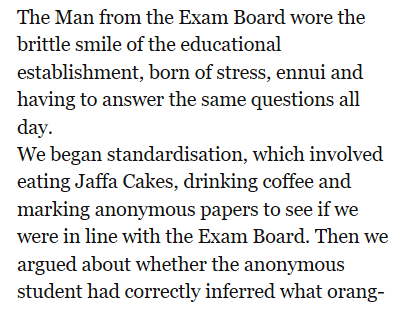 The Man from the Exam Board wore the
brittle smile of the educational
establishment, born of stress, ennui and
having to answer the same questions all
day.
We began standardisation, which involved
eating Jaffa Cakes, drinking coffee and
marking anonymous papers to see if we
were in line with the Exam Board. Then we
argued about whether the anonymous
student had correctly inferred what orang-